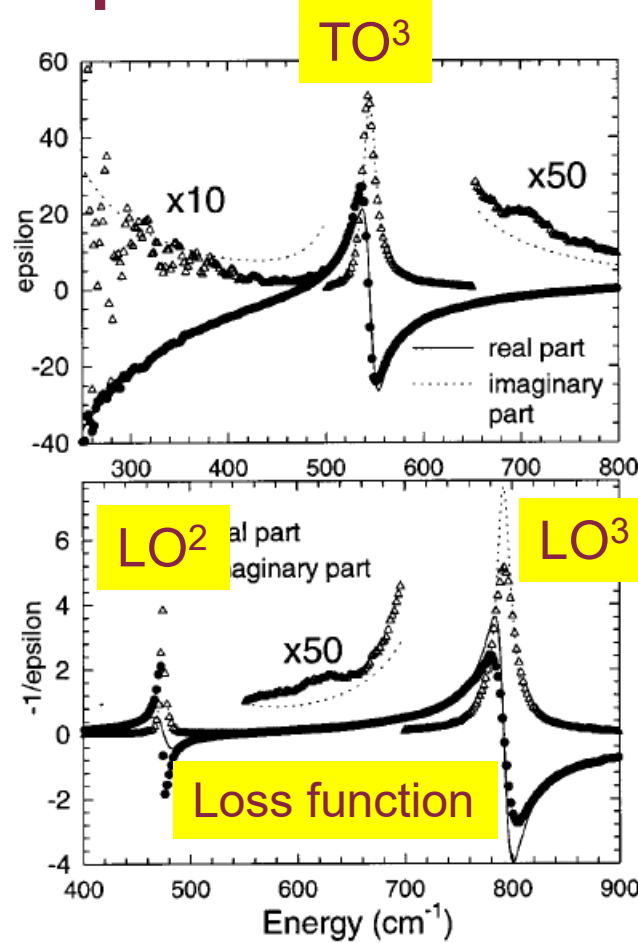 TO³
60
40
20
0
-20
-40
epsilon
x10
x50
real part
imaginary
part
300 400 500 600 700 800
LO²
al part
aginary part
LO³
6
4
2
0
-2
-4
-1/epsilon
x50
Loss function
400 500 600 700 800 900
Energy (cm⁻¹)